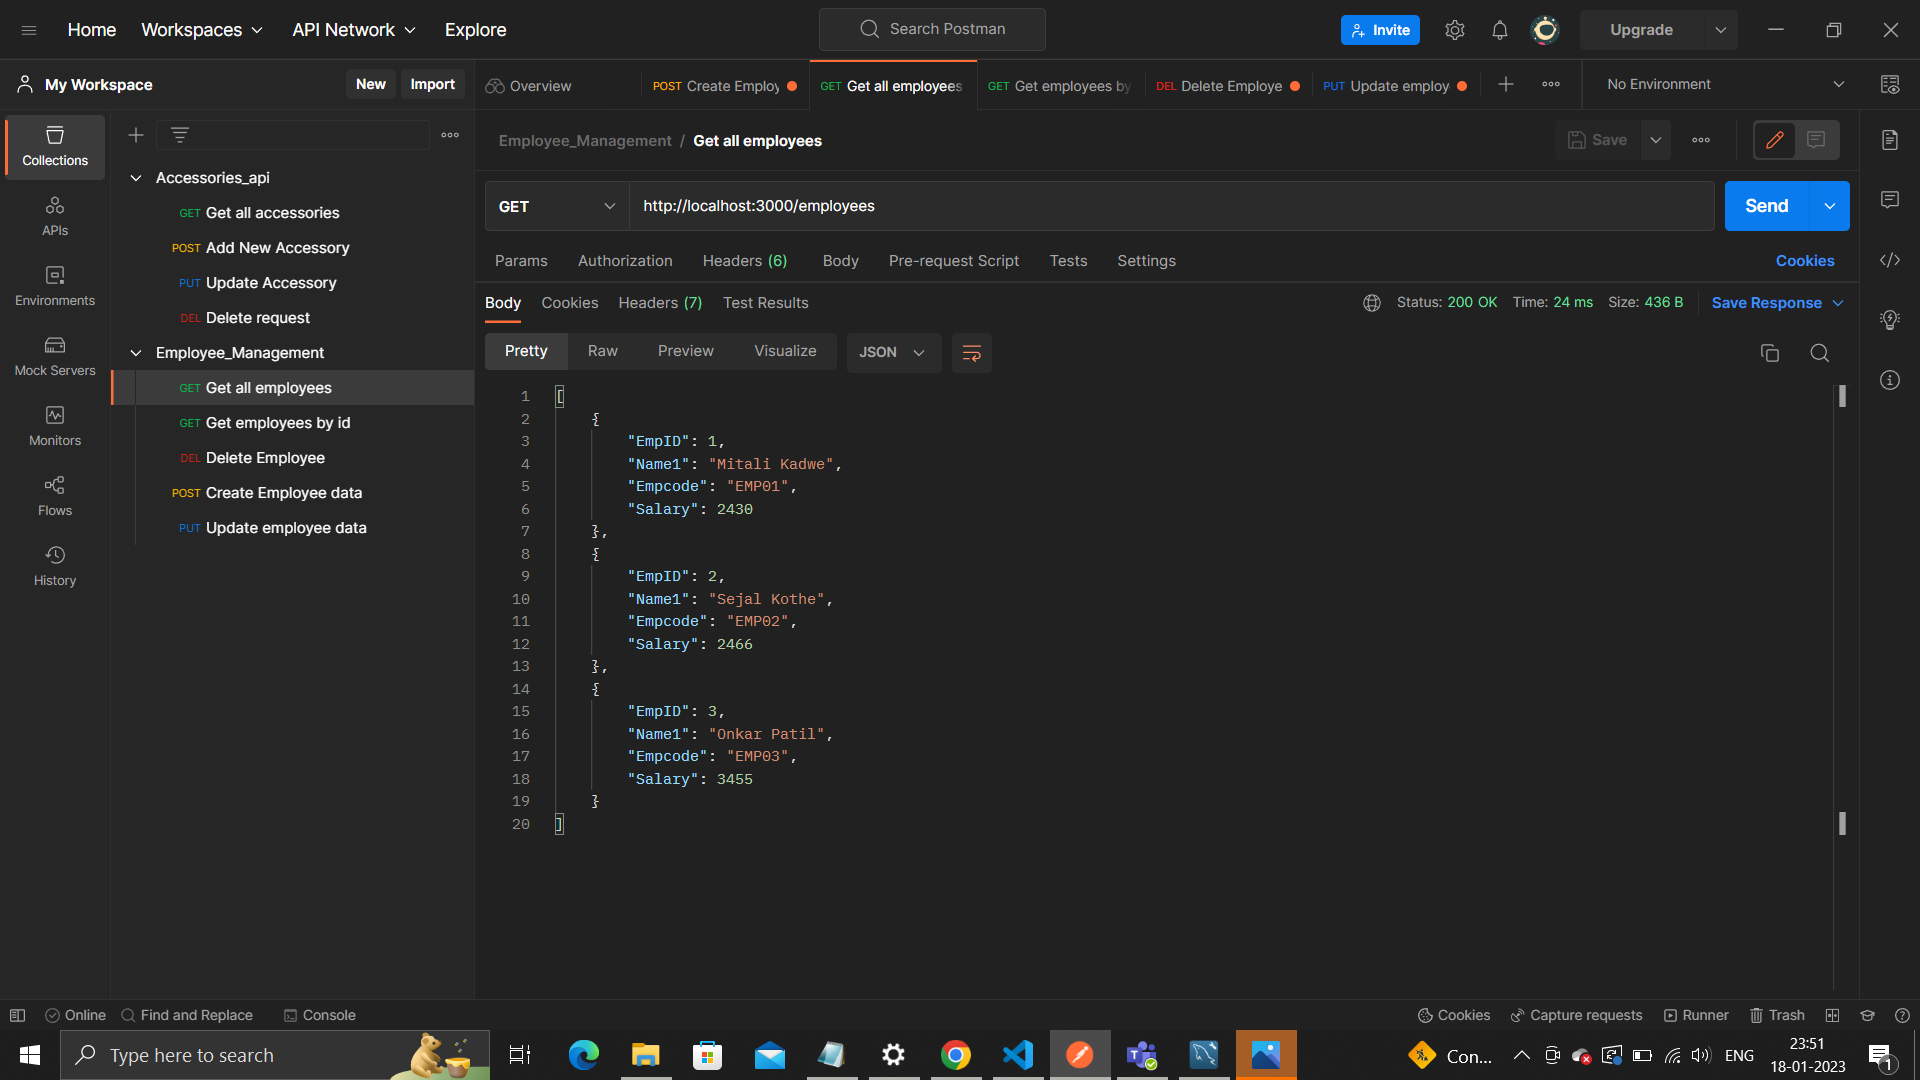 Home
Workspaces
API Network
Explore
Search Postman
Invite
Upgrade
My Workspace
New
Import
Overview
POST Create Employ
GET Get all employees
GET Get employees by
DEL Delete Employe
PUT Update employ
No Environment
Collections
APIs
Environments
Mock Servers
Monitors
Flows
History
Accessories_api
GET Get all accessories
POST Add New Accessory
PUT Update Accessory
DEL Delete request
Employee_Management
GET Get all employees
GET Get employees by id
DEL Delete Employee
POST Create Employee data
PUT Update employee data
Employee_Management / Get all employees
Save
GET
http://localhost:3000/employees
Send
Params Authorization Headers (6) Body Pre-request Script Tests Settings
Cookies
Body Cookies Headers (7) Test Results
Status: 200 OK Time: 24 ms Size: 436 B
Save Response
Pretty Raw Preview Visualize
JSON
1 [
2 {
3 "EmpID": 1,
4 "Name1": "Mitali Kadwe",
5 "Empcode": "EMP01",
6 "Salary": 2430
7 },
8 {
9 "EmpID": 2,
10 "Name1": "Sejal Kothe",
11 "Empcode": "EMP02",
12 "Salary": 2466
13 },
14 {
15 "EmpID": 3,
16 "Name1": "Onkar Patil",
17 "Empcode": "EMP03",
18 "Salary": 3455
19 }
20 ]
Online
Find and Replace
Console
Cookies
Capture requests
Runner
Trash
Type here to search
Con...
ENG
23:51
18-01-2023
1